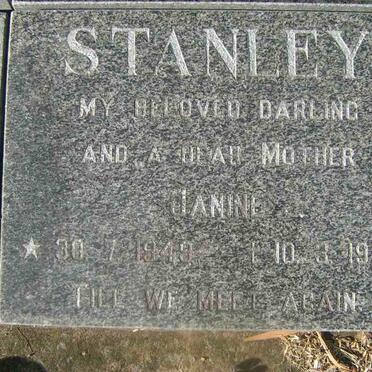 STANLEY
MY BELOVED DARLING
AND A DEAR MOTHER
JANINE
30.7.1949 10.3.19
TILL WE MEET AGAIN